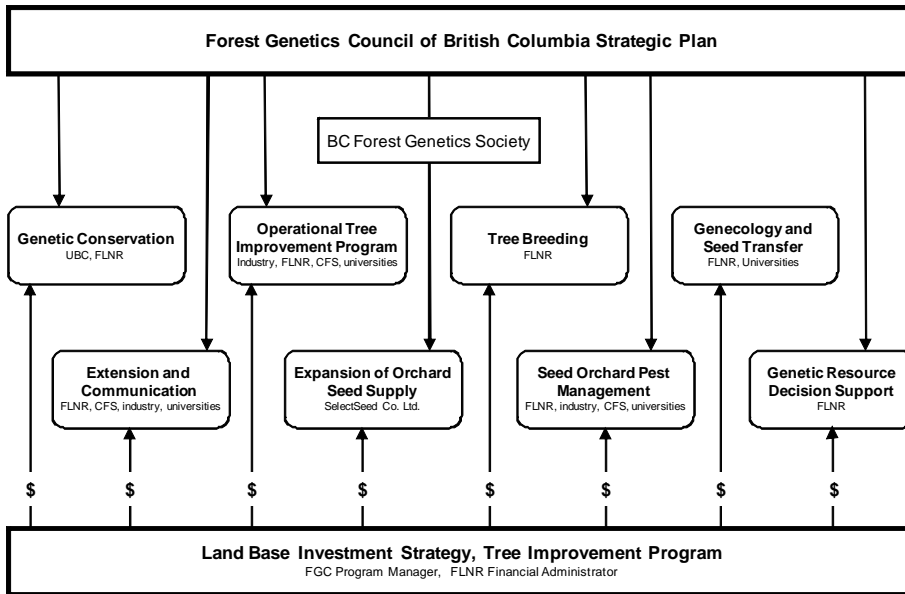 Forest Genetics Council of British Columbia Strategic Plan
BC Forest Genetics Society
Genetic Conservation
UBC, FLNR
Operational Tree
Improvement Program
Industry, FLNR, CFS, universities
Tree Breeding
FLNR
Genecology and
Seed Transfer
FLNR, Universities
Extension and
Communication
FLNR, CFS, industry, universities
Expansion of Orchard
Seed Supply
SelectSeed Co. Ltd.
Seed Orchard Pest
Management
FLNR, industry, CFS, universities
Genetic Resource
Decision Support
FLNR
$ $ $ $ $ $ $ $
Land Base Investment Strategy, Tree Improvement Program
FGC Program Manager, FLNR Financial Administrator